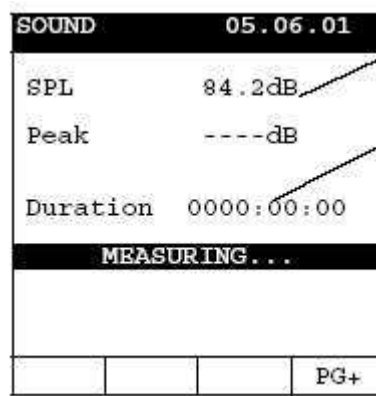 SOUND 05.06.01
SPL 84.2dB
Peak ----dB
Duration 0000:00:00
MEASURING...
PG+